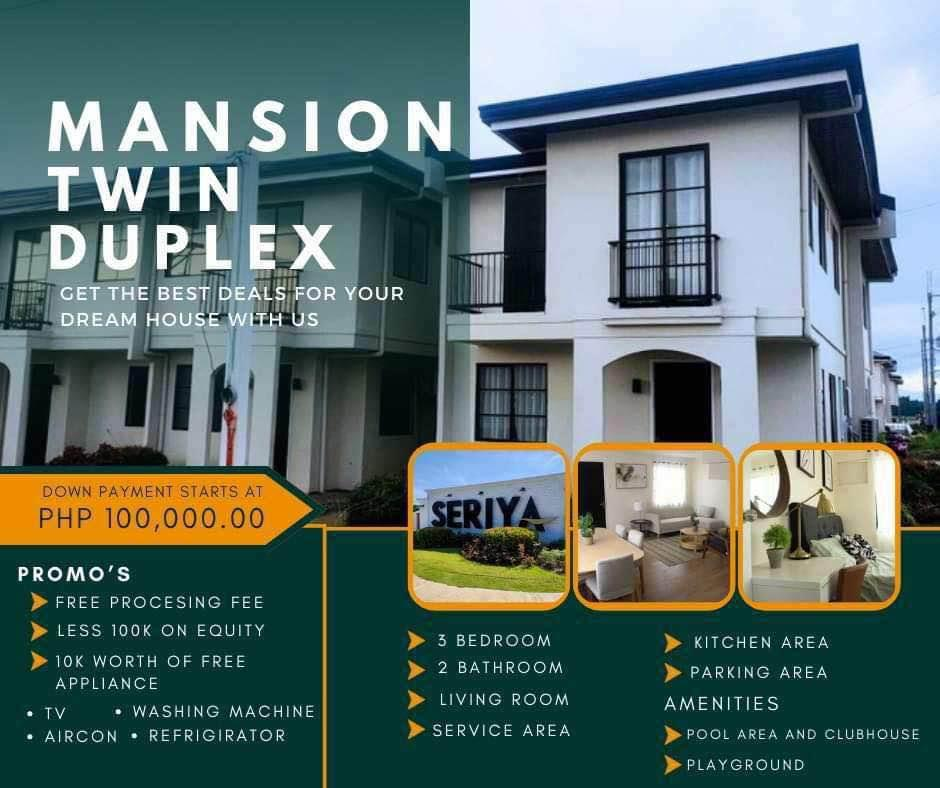 MANSION
TWIN
DUPLEX
GET THE BEST DEALS FOR YOUR
DREAM HOUSE WITH US
DOWN PAYMENT STARTS AT
PHP 100,000.00
PROMO'S
FREE PROCESING FEE
LESS 100K ON EQUITY
10K WORTH OF FREE
APPLIANCE
• TV • WASHING MACHINE
• AIRCON • REFRIGIRATOR
SERIYA
3 BEDROOM
2 BATHROOM
LIVING ROOM
SERVICE AREA
KITCHEN AREA
PARKING AREA
AMENITIES
POOL AREA AND CLUBHOUSE
PLAYGROUND